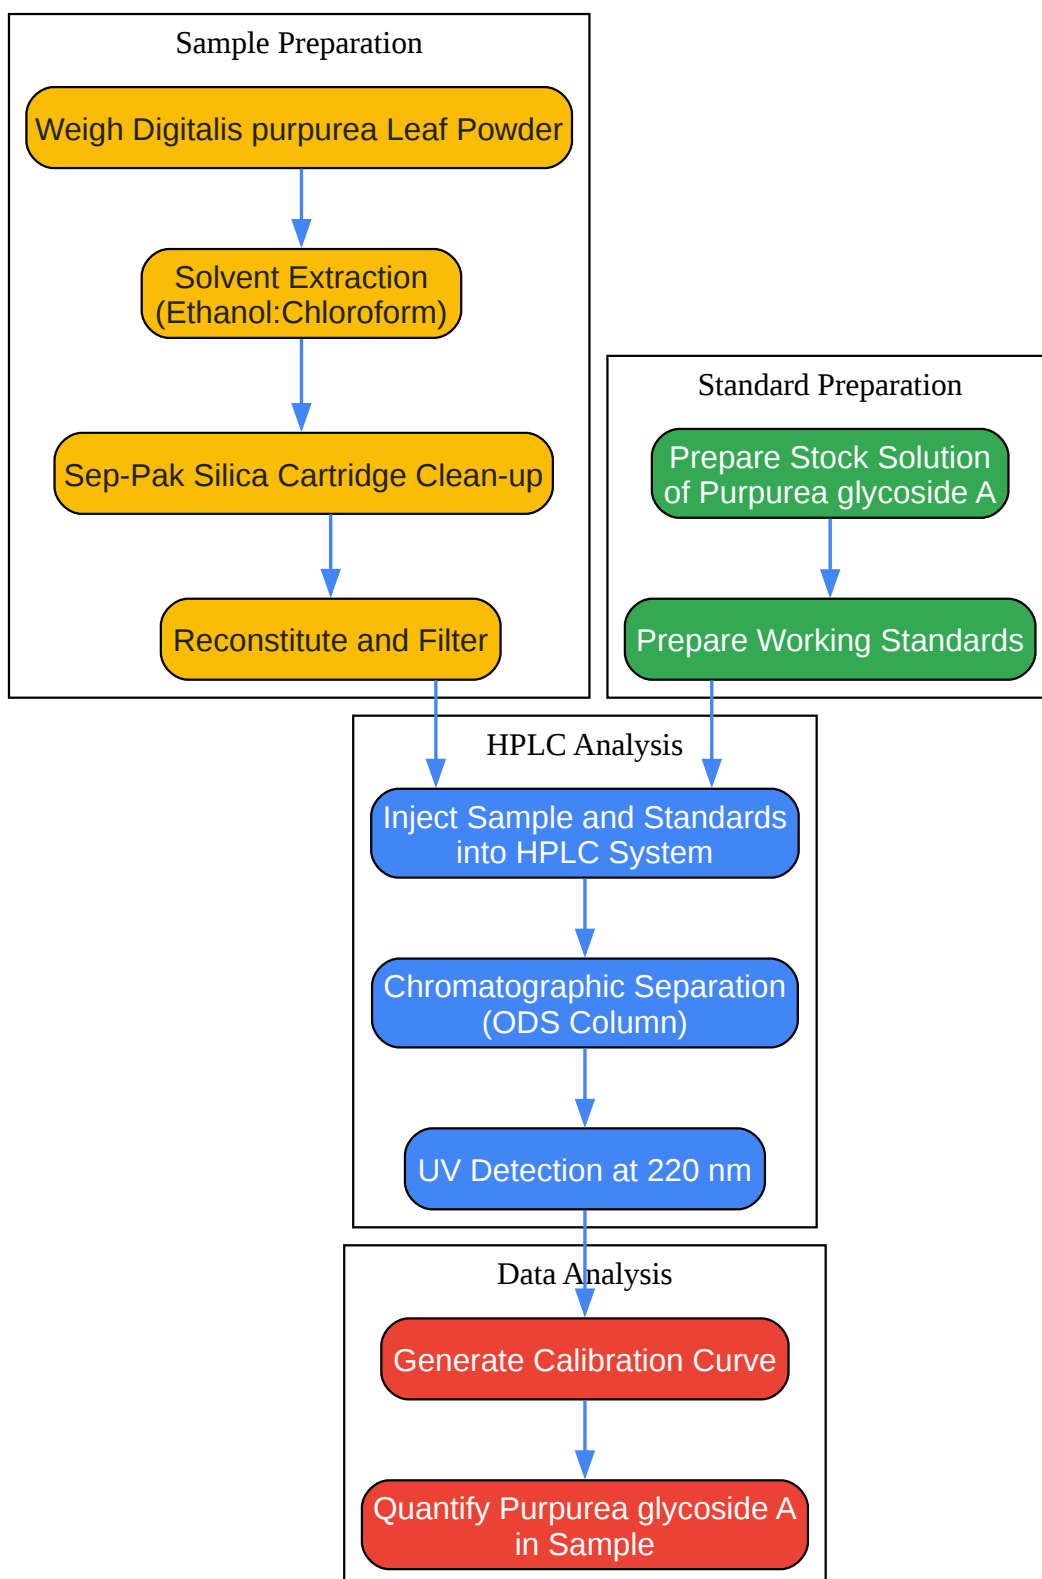 Sample Preparation
Weigh Digitalis purpurea Leaf Powder
Solvent Extraction
(Ethanol:Chloroform)
Sep-Pak Silica Cartridge Clean-up
Reconstitute and Filter
Standard Preparation
Prepare Stock Solution
of Purpurea glycoside A
Prepare Working Standards
HPLC Analysis
Inject Sample and Standards
into HPLC System
Chromatographic Separation
(ODS Column)
UV Detection at 220 nm
Data Analysis
Generate Calibration Curve
Quantify Purpurea glycoside A
in Sample